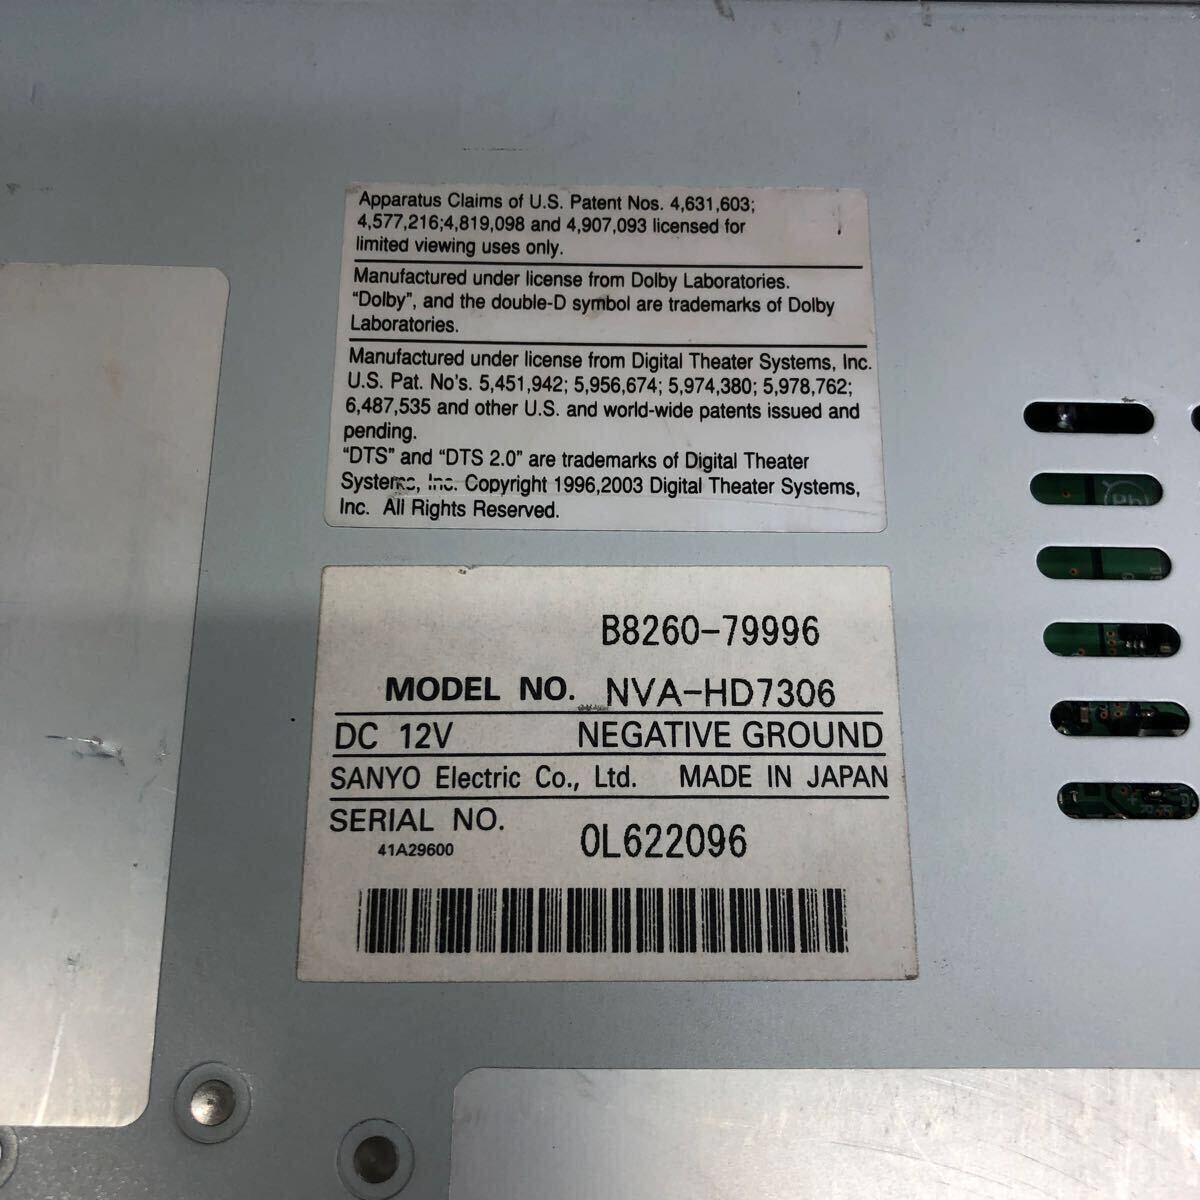 Apparatus Claims of U.S. Patent Nos. 4,631,603;
4,577,216;4,819,098 and 4,907,093 licensed for
limited viewing uses only.
Manufactured under license from Dolby Laboratories.
“Dolby”, and the double-D symbol are trademarks of Dolby
Laboratories.
Manufactured under license from Digital Theater Systems, Inc.
U.S. Pat. No's. 5,451,942; 5,956,674; 5,974,380; 5,978,762;
6,487,535 and other U.S. and world-wide patents issued and
pending.
“DTS” and “DTS 2.0” are trademarks of Digital Theater
Systems, Inc. Copyright 1996,2003 Digital Theater Systems,
Inc. All Rights Reserved.
B8260-79996
MODEL NO. NVA-HD7306
DC 12V NEGATIVE GROUND
SANYO Electric Co., Ltd. MADE IN JAPAN
SERIAL NO.
41A29600 0L622096